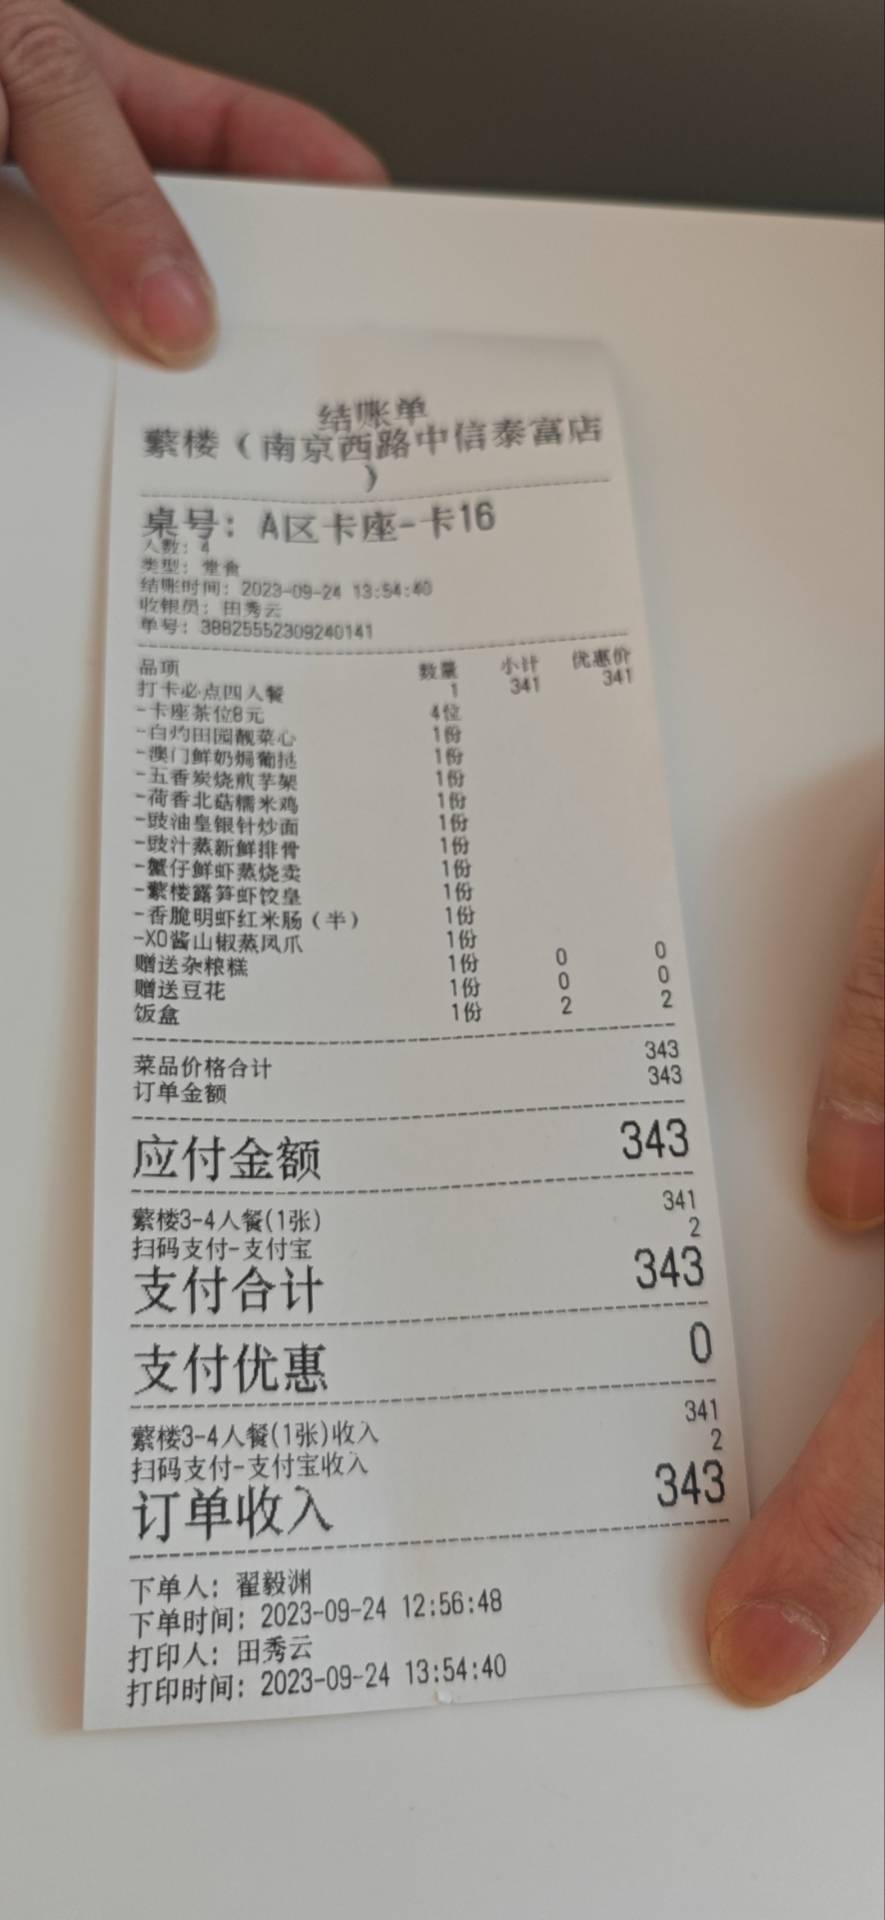 结账单
蘩楼（南京西路中信泰富店
）
桌号：A区卡座-卡16
人数：4
类型：堂食
结账时间：2023-09-24 13:54:40
收银员：田秀云
单号：388255552309240141
品项 数量 小计 优惠价
打卡必点四人餐 1 341 341
-卡座茶位8元 4位
-白灼田园靓菜心 1份
-澳门鲜奶焗葡挞 1份
-五香炭烧煎芋架 1份
-荷香北菇糯米鸡 1份
-豉油皇银针炒面 1份
-豉汁蒸新鲜排骨 1份
-蟹仔鲜虾蒸烧卖 1份
-蘩楼露笋虾饺皇 1份
-香脆明虾红米肠（半） 1份
-XO酱山椒蒸凤爪 1份
赠送杂粮糕 1份 0 0
赠送豆花 1份 0 0
饭盒 1份 2 2
菜品价格合计 343
订单金额 343
应付金额 343
蘩楼3-4人餐(1张) 341
扫码支付-支付宝 2
支付合计 343
支付优惠 0
蘩楼3-4人餐(1张)收入 341
扫码支付-支付宝收入 2
订单收入 343
下单人：翟毅渊
下单时间：2023-09-24 12:56:48
打印人：田秀云
打印时间：2023-09-24 13:54:40